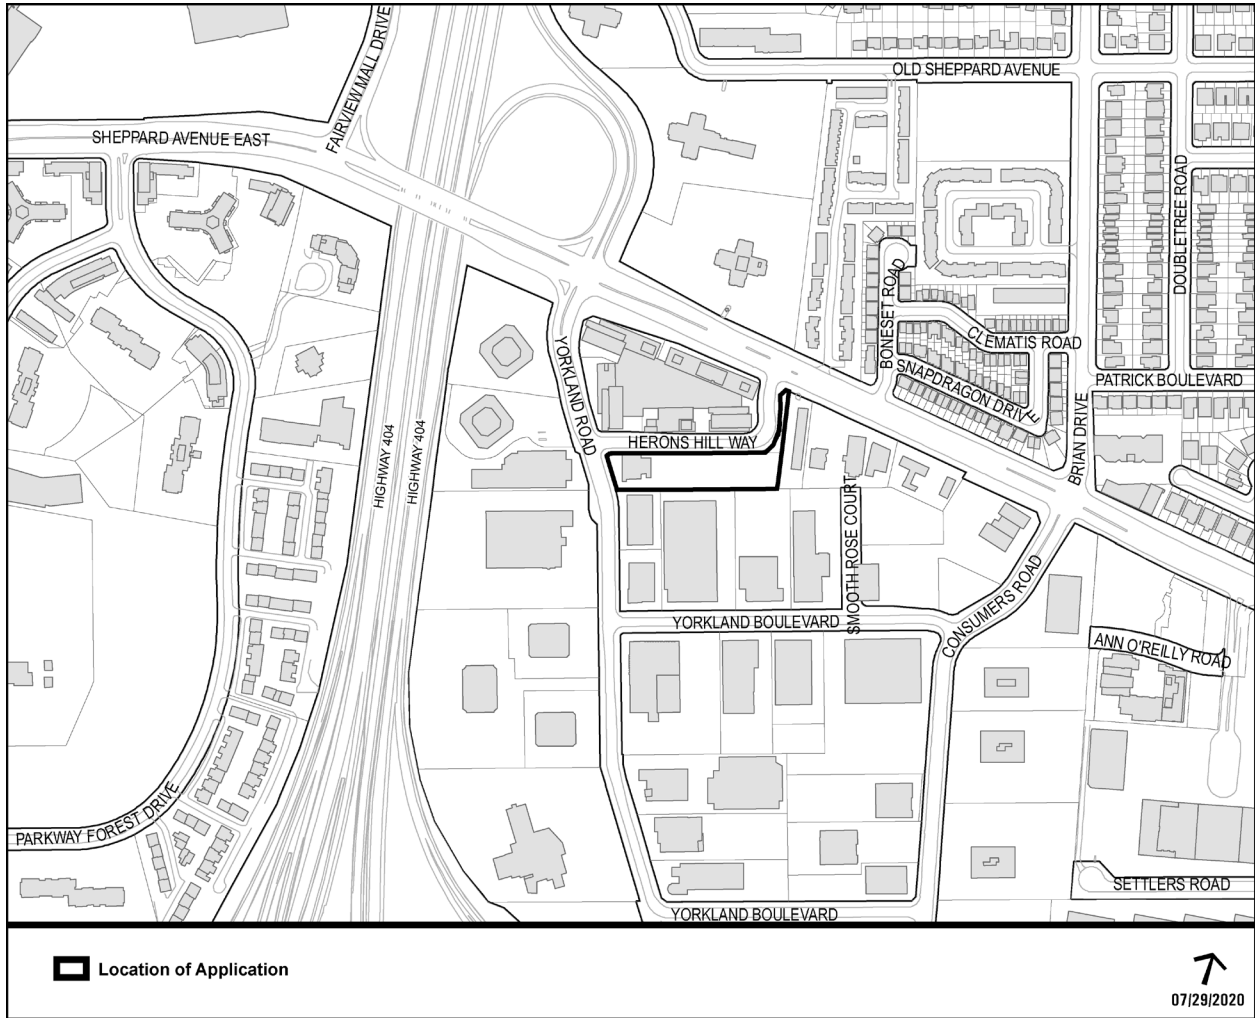 FAIRVIEW MALL DRIVE
OLD SHEPPARD AVENUE
SHEPPARD AVENUE EAST
DOUBLETREE ROAD
BONESET ROAD
CLEMATIS ROAD
SNAPDRAGON DRIVE
PATRICK BOULEVARD
BRIAN DRIVE
YORKLAND ROAD
HERONS HILL WAY
HIGHWAY 404
HIGHWAY 404
SMOOTH ROSE COURT
CONSUMERS ROAD
YORKLAND BOULEVARD
ANN O'REILLY ROAD
PARKWAY FOREST DRIVE
SETTLERS ROAD
YORKLAND BOULEVARD
Location of Application
07/29/2020